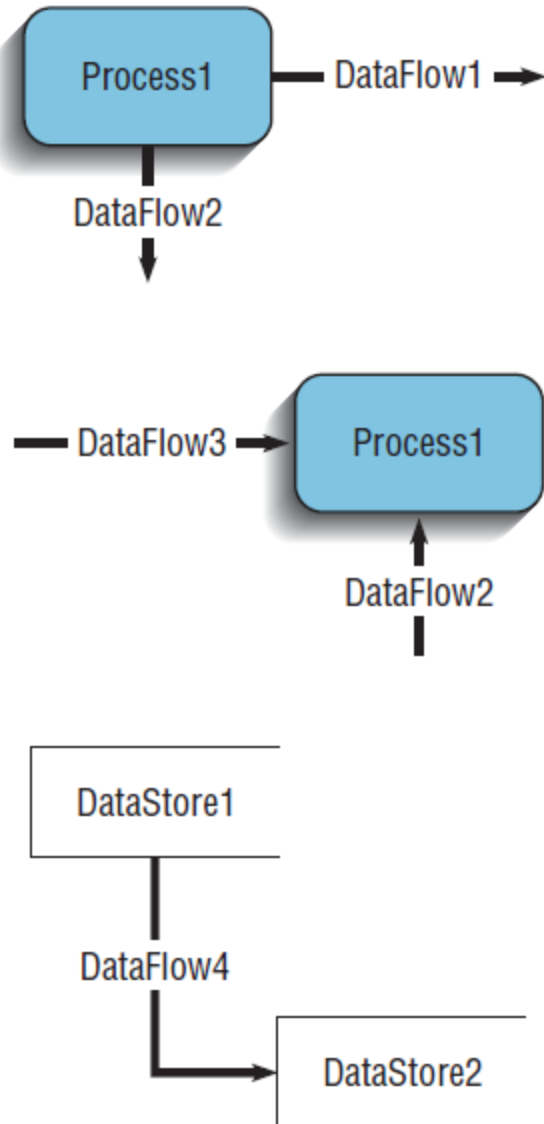 Process1
DataFlow1
DataFlow2
DataFlow3
Process1
DataFlow2
DataStore1
DataFlow4
DataStore2